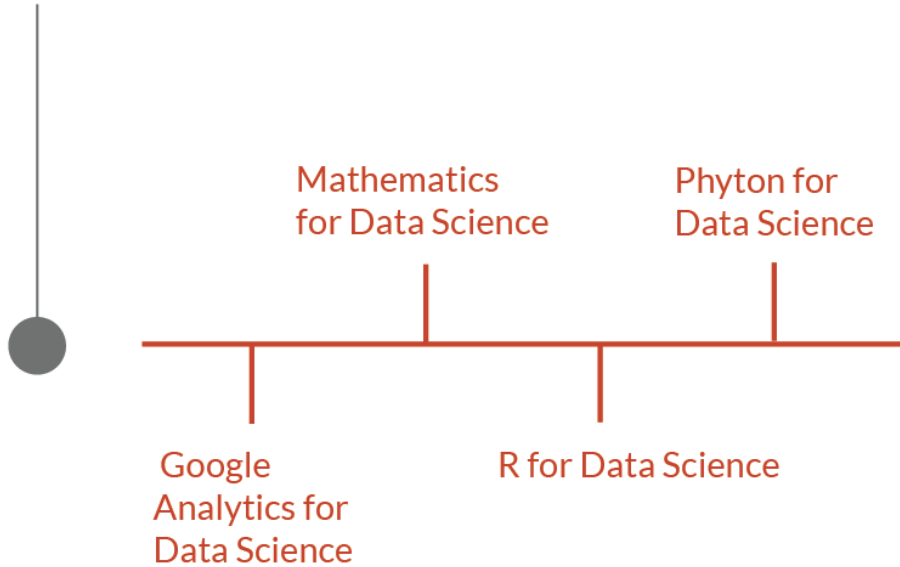 Mathematics
for Data Science
Phyton for
Data Science
Google
Analytics for
Data Science
R for Data Science